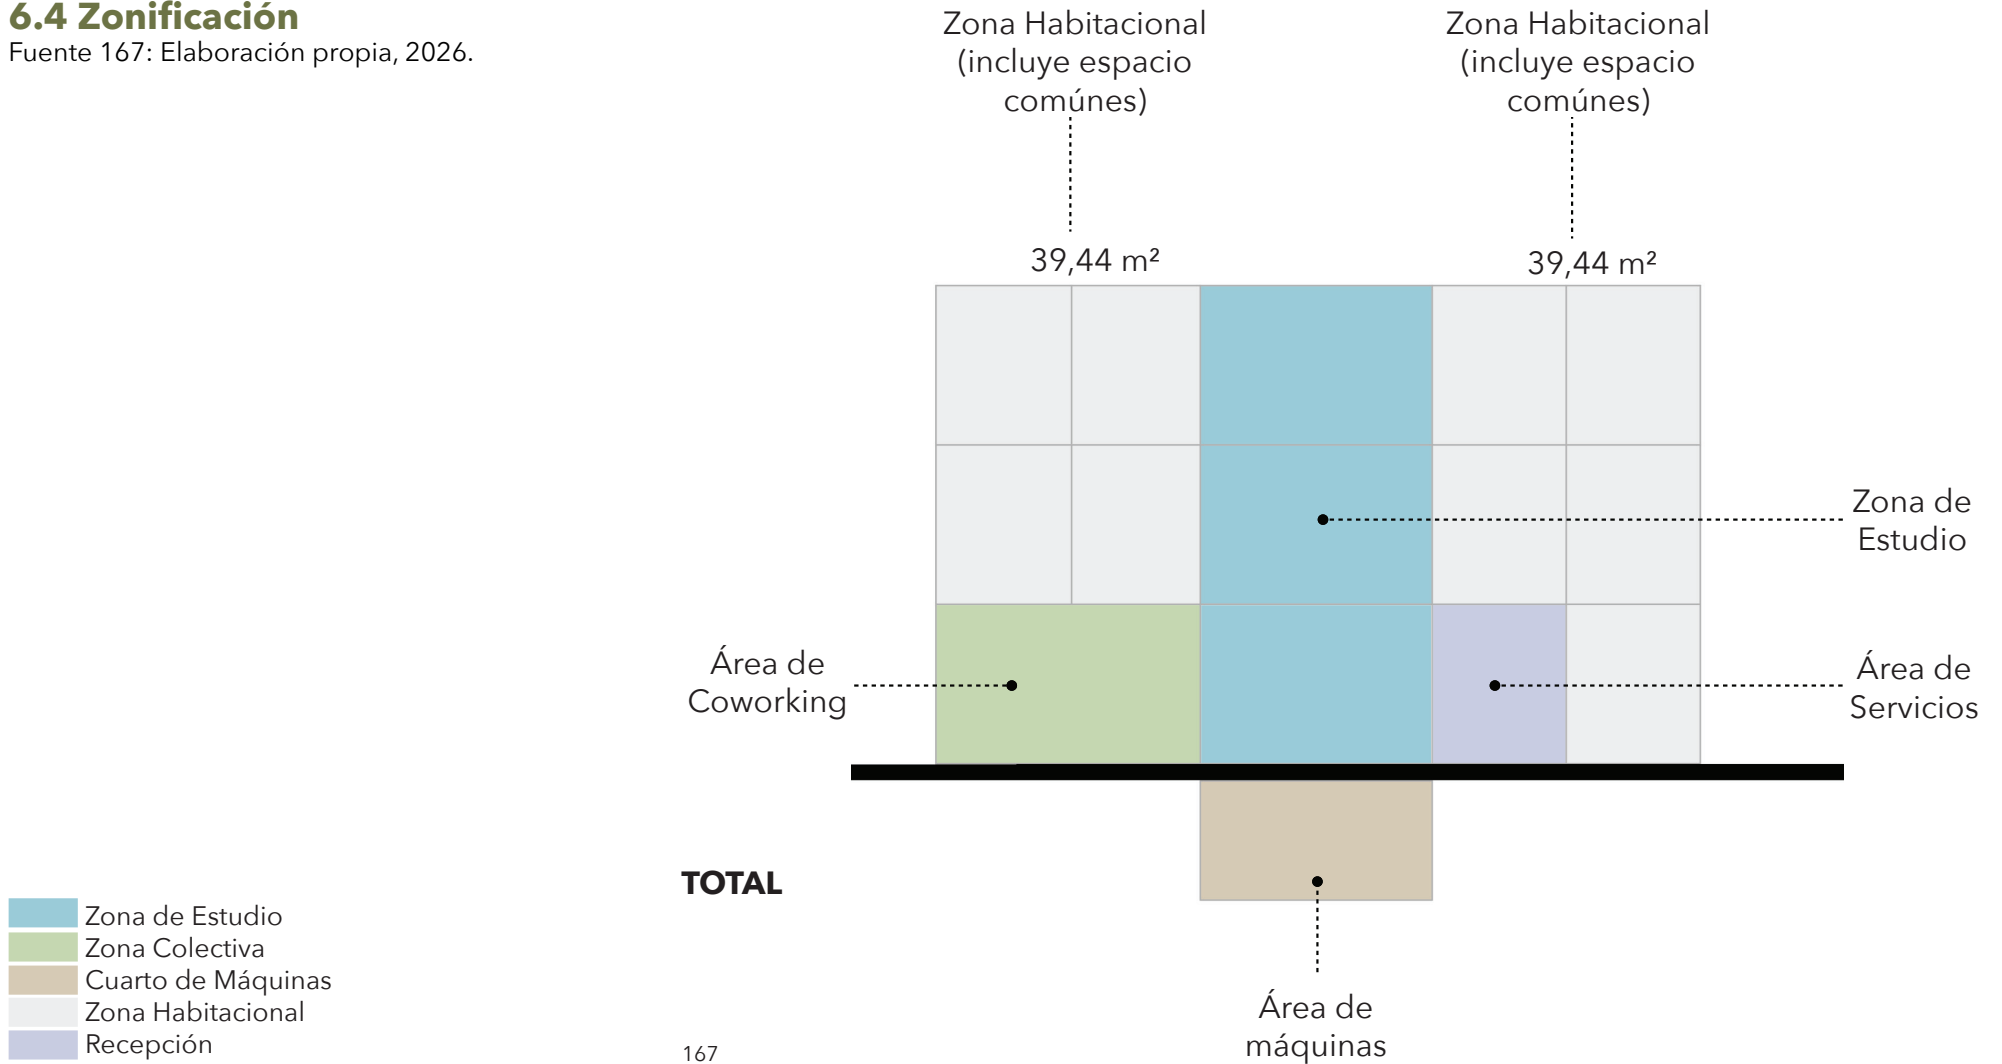 6.4 Zonificación
Fuente 167: Elaboración propia, 2026.
Zona Habitacional
(incluye espacio
comúnes)
Zona Habitacional
(incluye espacio
comúnes)
39,44 m²
39,44 m²
Zona de
Estudio
Área de
Coworking
Área de
Servicios
TOTAL
Zona de Estudio
Zona Colectiva
Cuarto de Máquinas
Zona Habitacional
Recepción
Área de
máquinas
167